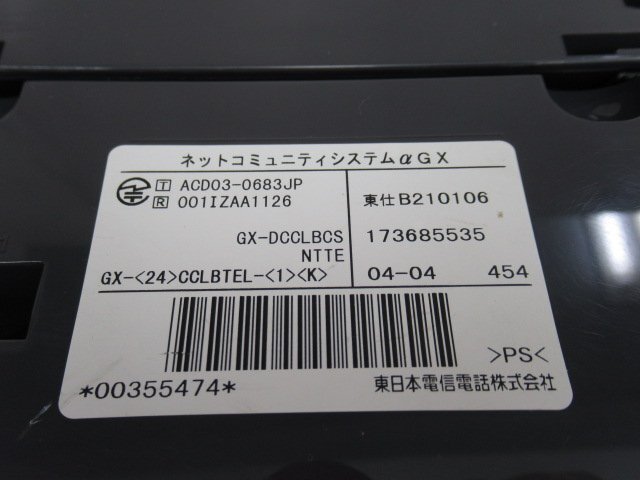 ネットコミュニティシステムαGX
T ACD03-0683JP
R 001IZAA1126
東仕B210106
GX-DCCLBCS
NTTE
173685535
GX-<24>CCLBTEL-<1><K>
04-04 454
*00355474*
>PS<
東日本電信電話株式会社